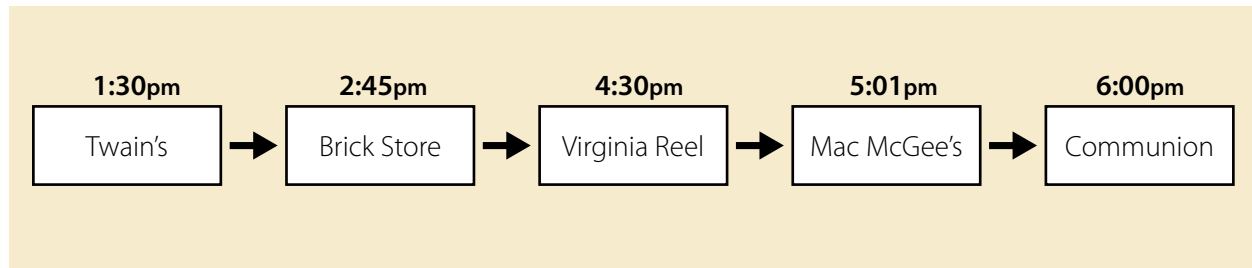 1:30pm 2:45pm 4:30pm 5:01pm 6:00pm
Twain's Brick Store Virginia Reel Mac McGee's Communion